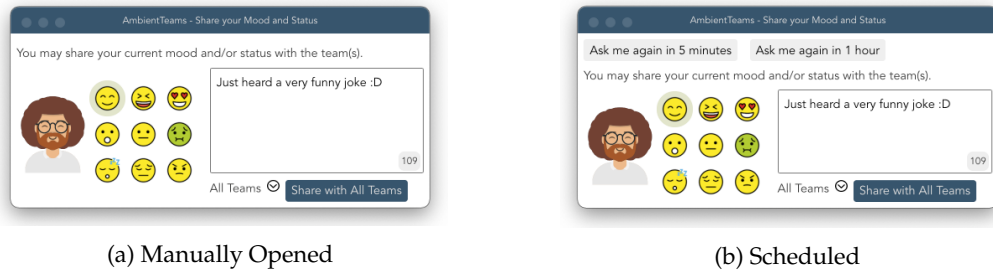 AmbientTeams - Share your Mood and Status
You may share your current mood and/or status with the team(s).
Just heard a very funny joke :D
109
All Teams
Share with All Teams
(a) Manually Opened
AmbientTeams - Share your Mood and Status
Ask me again in 5 minutes
Ask me again in 1 hour
You may share your current mood and/or status with the team(s).
Just heard a very funny joke :D
109
All Teams
Share with All Teams
(b) Scheduled